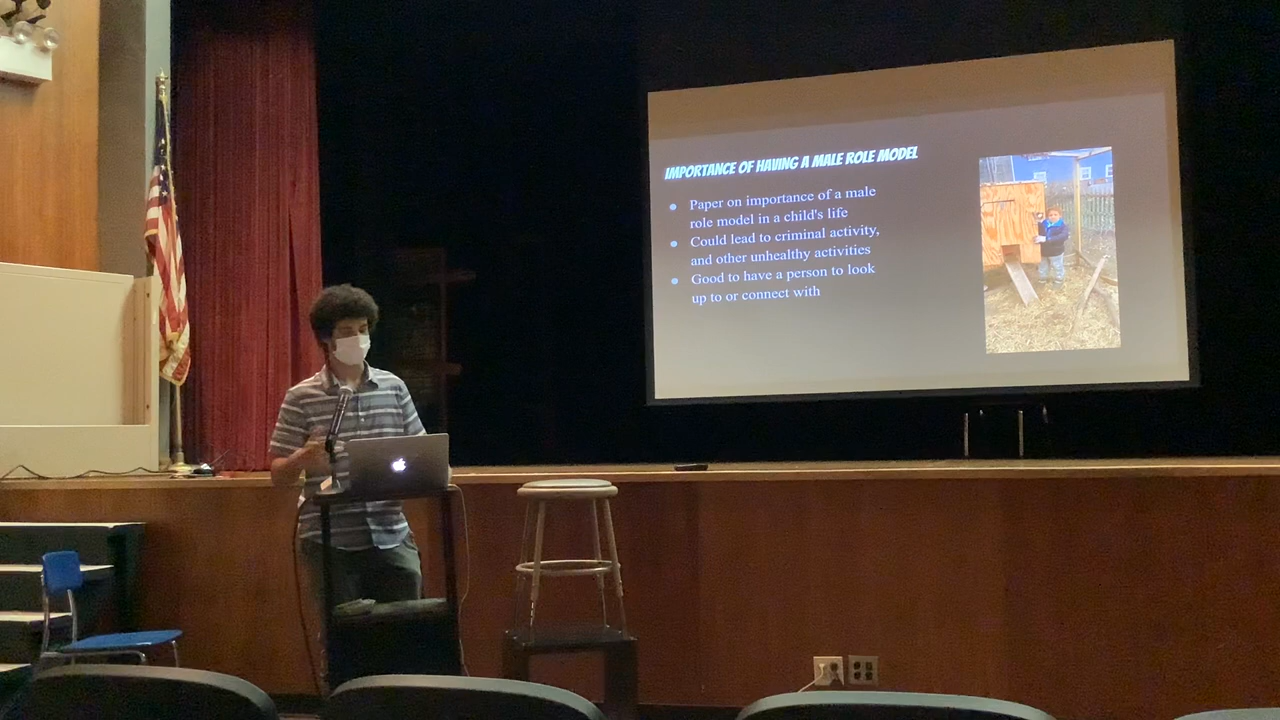 IMPORTANCE OF HAVING A MALE ROLE MODEL
Paper on importance of a male
role model in a child's life
Could lead to criminal activity,
and other unhealthy activities
Good to have a person to look
up to or connect with